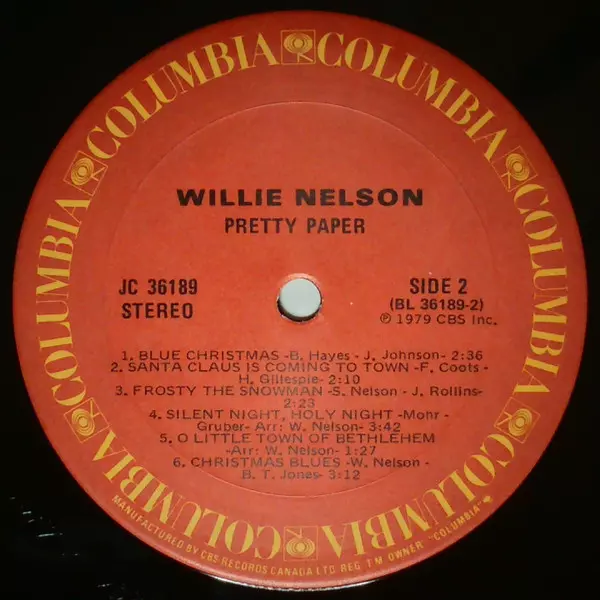 COLUMBIA COLUMBIA COLUMBIA COLUMBIA COLUMBIA COLUMBIA
WILLIE NELSON
PRETTY PAPER
JC 36189
STEREO
SIDE 2
(BL 36189-2)
℗ 1979 CBS Inc.
1. BLUE CHRISTMAS -B. Hayes - J. Johnson- 2:36
2. SANTA CLAUS IS COMING TO TOWN -F. Coots -
H. Gillespie- 2:10
3. FROSTY THE SNOWMAN -S. Nelson - J. Rollins-
2:23
4. SILENT NIGHT, HOLY NIGHT -Mohr -
Gruber- Arr: W. Nelson- 3:42
5. O LITTLE TOWN OF BETHLEHEM
-Arr: W. Nelson- 1:27
6. CHRISTMAS BLUES -W. Nelson -
B. T. Jones- 3:12
MANUFACTURED BY CBS RECORDS CANADA LTD REG T M OWNER "COLUMBIA"